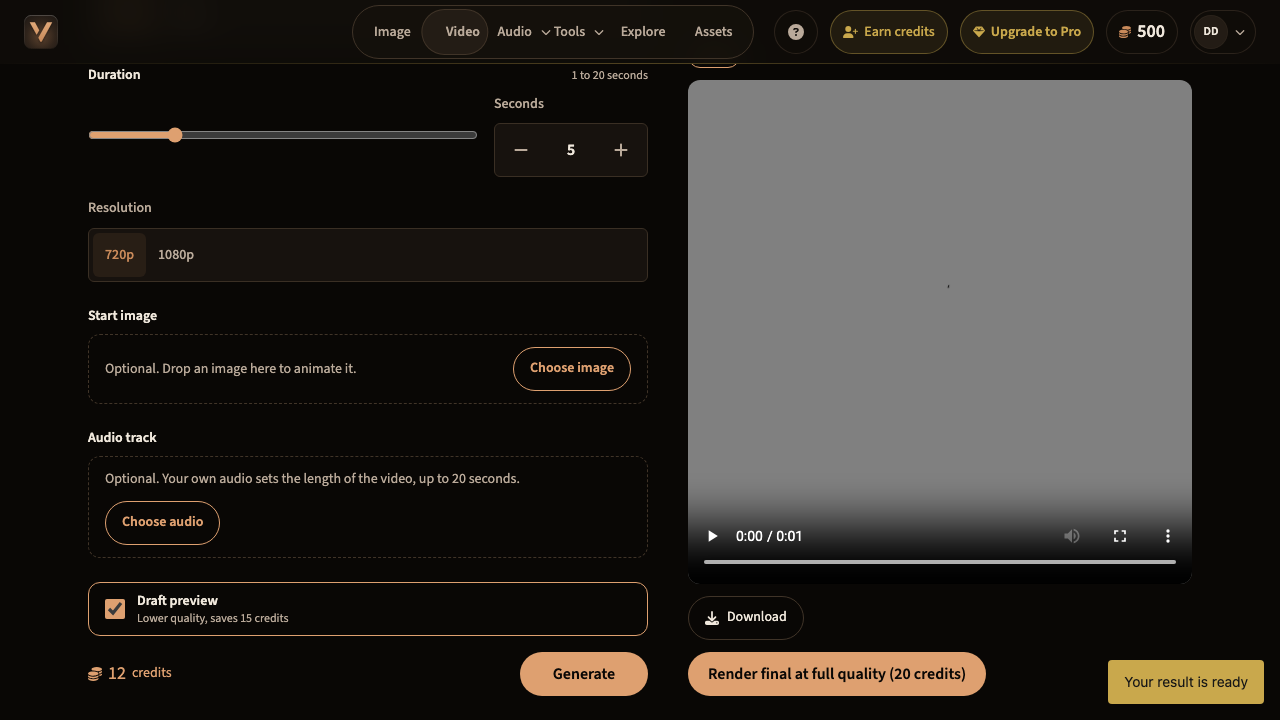 Image
Video
Audio
Tools
Explore
Assets
?
Earn credits
Upgrade to Pro
500
DD
Duration
1 to 20 seconds
Seconds
5
Resolution
720p
1080p
Start image
Optional. Drop an image here to animate it.
Choose image
Audio track
Optional. Your own audio sets the length of the video, up to 20 seconds.
Choose audio
Draft preview
Lower quality, saves 15 credits
12 credits
Generate
0:00 / 0:01
Download
Render final at full quality (20 credits)
Your result is ready